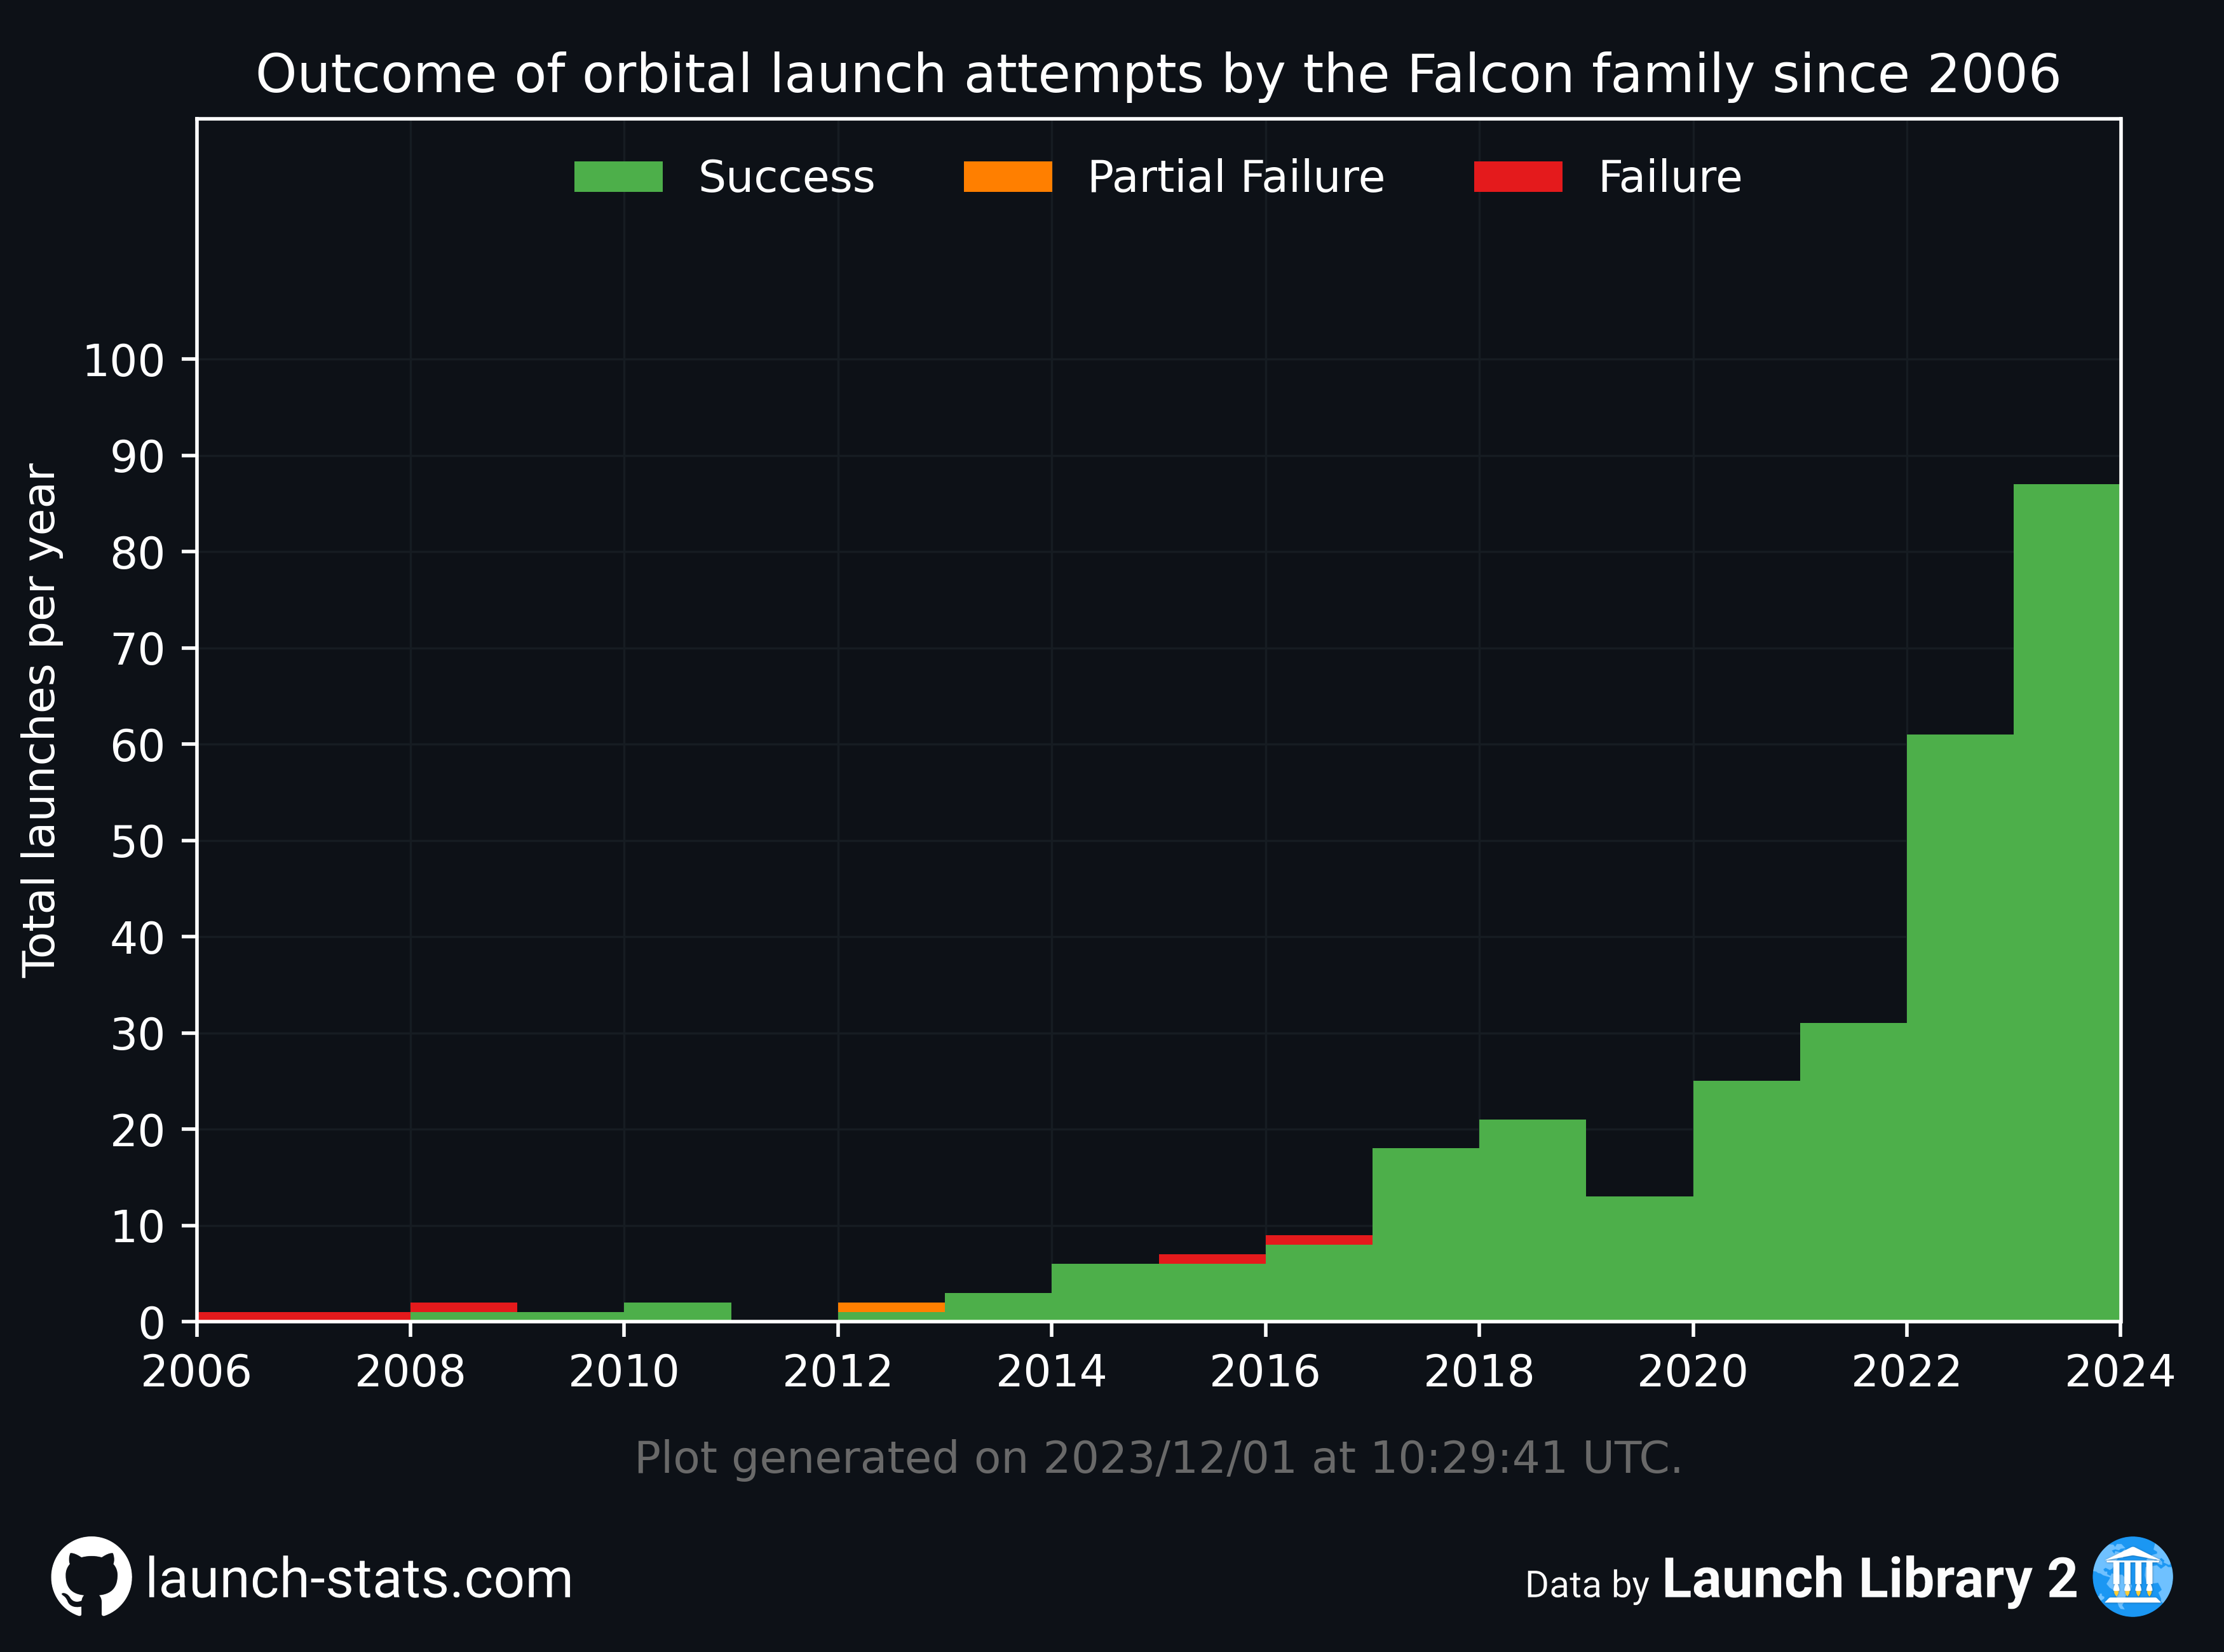 Outcome of orbital launch attempts by the Falcon family since 2006
Success Partial Failure Failure
Total launches per year
100
90
80
70
60
50
40
30
20
10
0
2006 2008 2010 2012 2014 2016 2018 2020 2022 2024
Plot generated on 2023/12/01 at 10:29:41 UTC.
launch-stats.com
Data by Launch Library 2